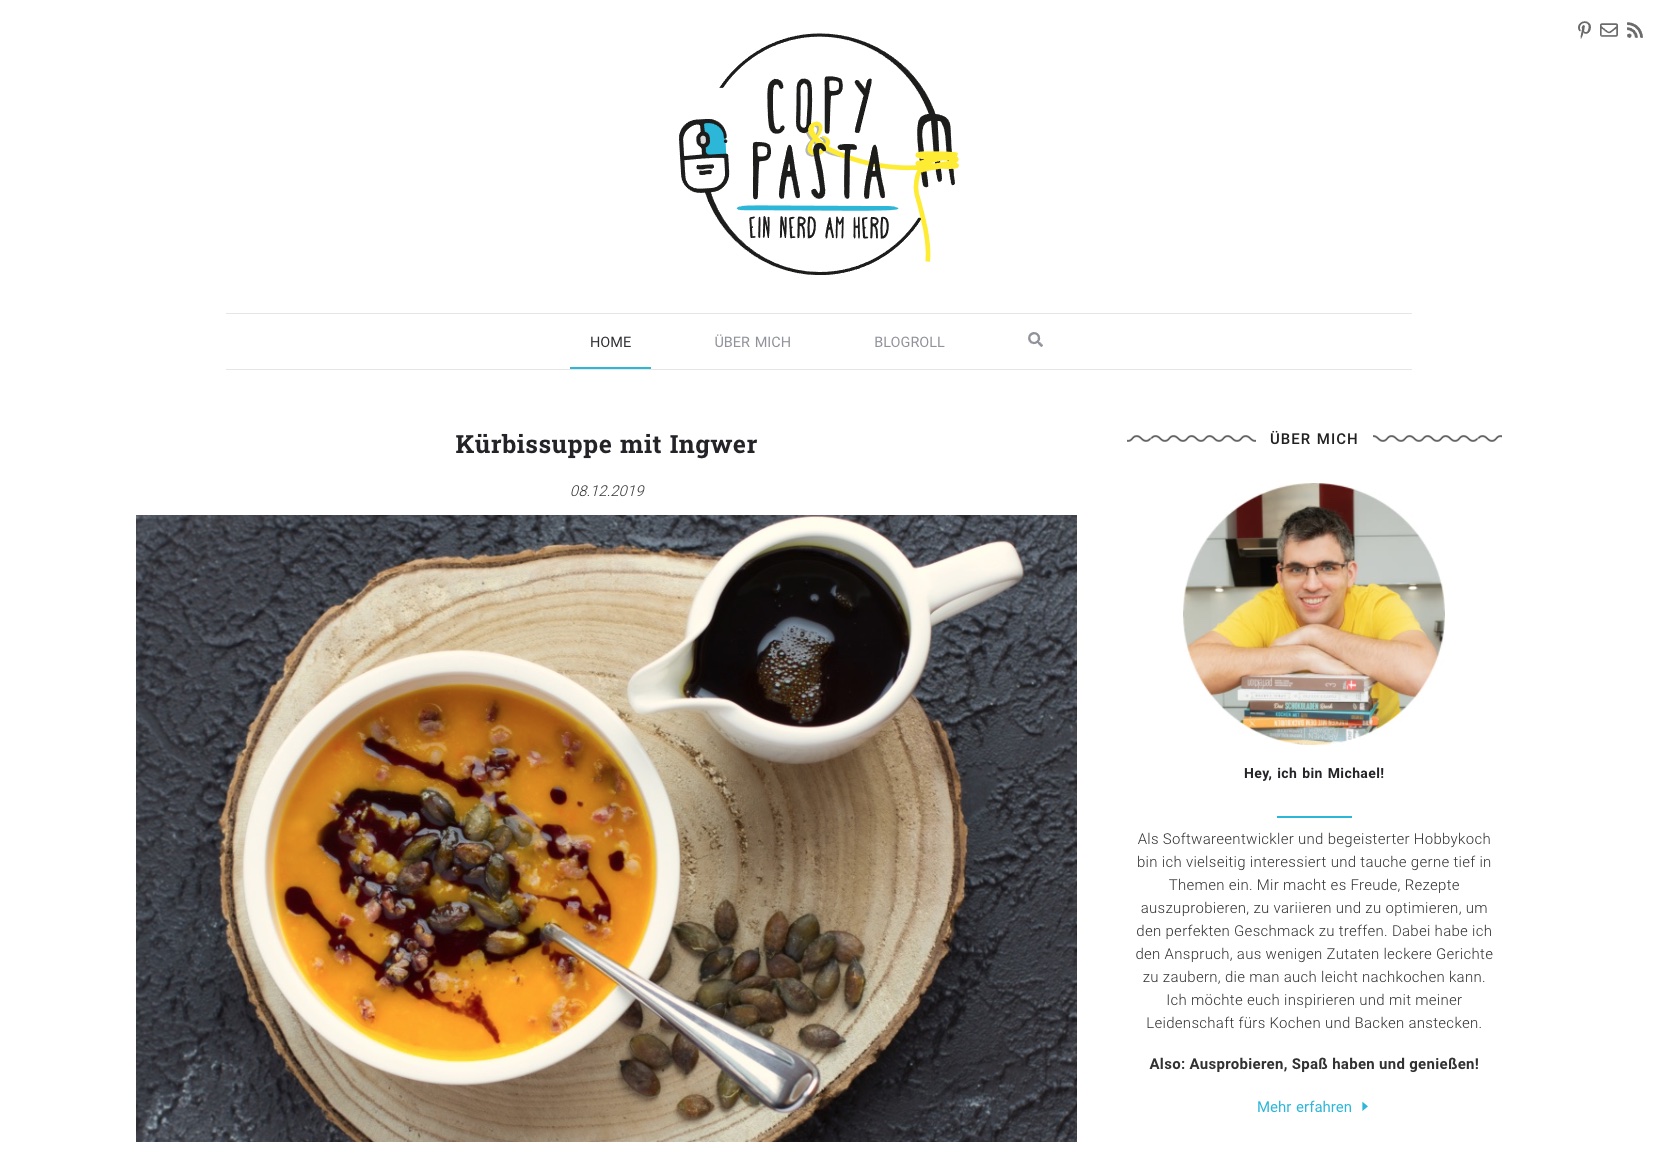 COPY
&
PASTA
EIN NERD AM HERD
HOME
ÜBER MICH
BLOGROLL
Kürbissuppe mit Ingwer
08.12.2019
ÜBER MICH
Hey, ich bin Michael!
Als Softwareentwickler und begeisterter Hobbykoch
bin ich vielseitig interessiert und tauche gerne tief in
Themen ein. Mir macht es Freude, Rezepte
auszuprobieren, zu variieren und zu optimieren, um
den perfekten Geschmack zu treffen. Dabei habe ich
den Anspruch, aus wenigen Zutaten leckere Gerichte
zu zaubern, die man auch leicht nachkochen kann.
Ich möchte euch inspirieren und mit meiner
Leidenschaft fürs Kochen und Backen anstecken.
Also: Ausprobieren, Spaß haben und genießen!
Mehr erfahren